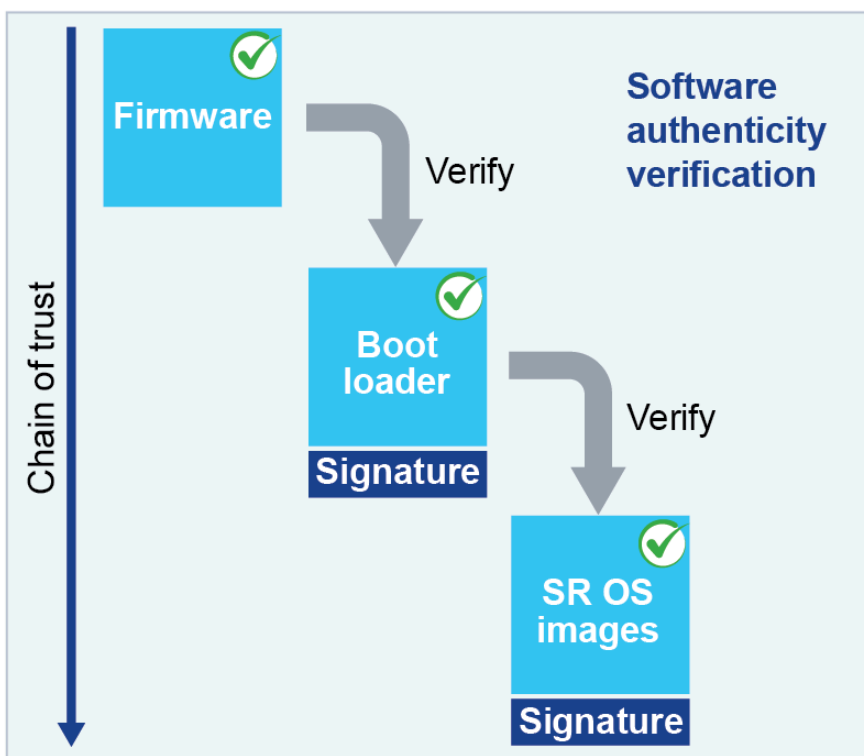 Firmware
Software
authenticity
verification
Verify
Chain of trust
Boot
loader
Signature
Verify
SR OS
images
Signature